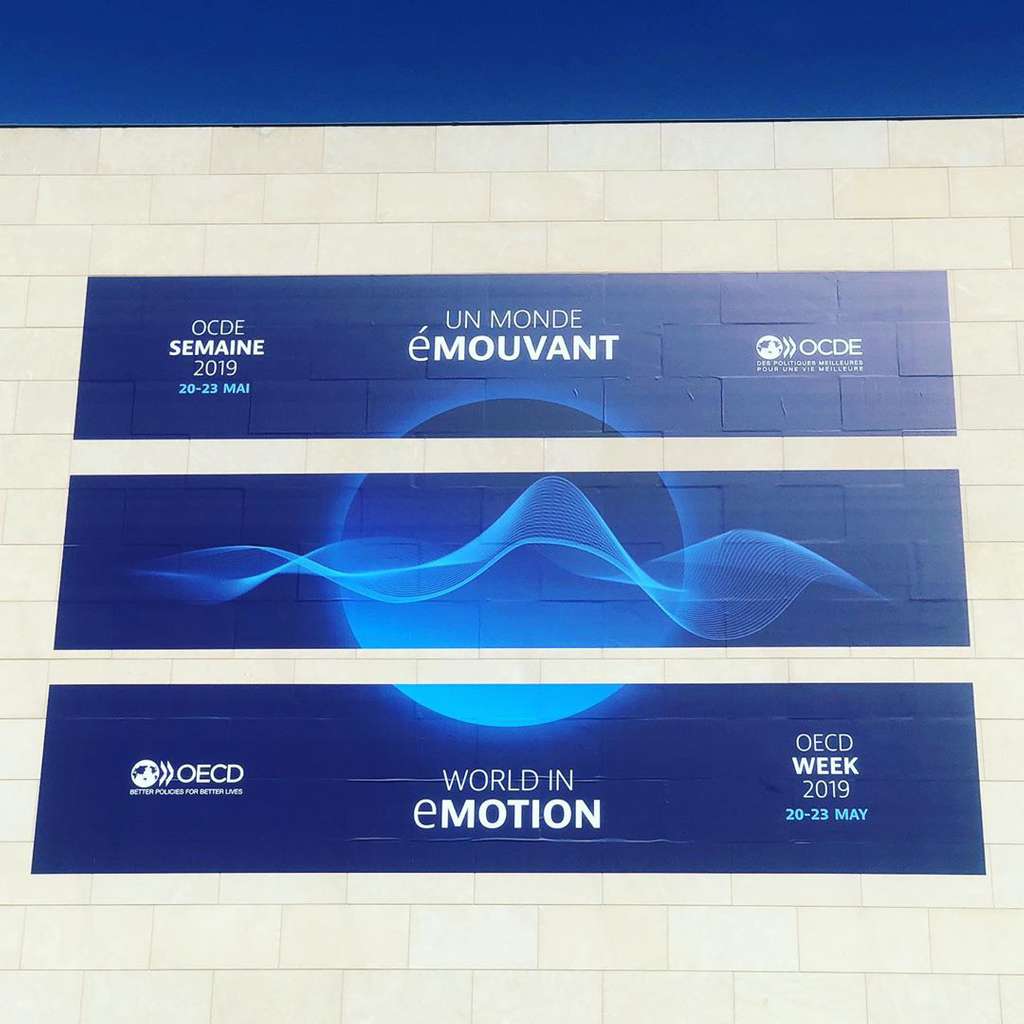 OCDE
SEMAINE
2019
20-23 MAI
UN MONDE
éMOUVANT
OCDE
DES POLITIQUES MEILLEURES
POUR UNE VIE MEILLEURE
OECD
BETTER POLICIES FOR BETTER LIVES
WORLD IN
eMOTION
OECD
WEEK
2019
20-23 MAY